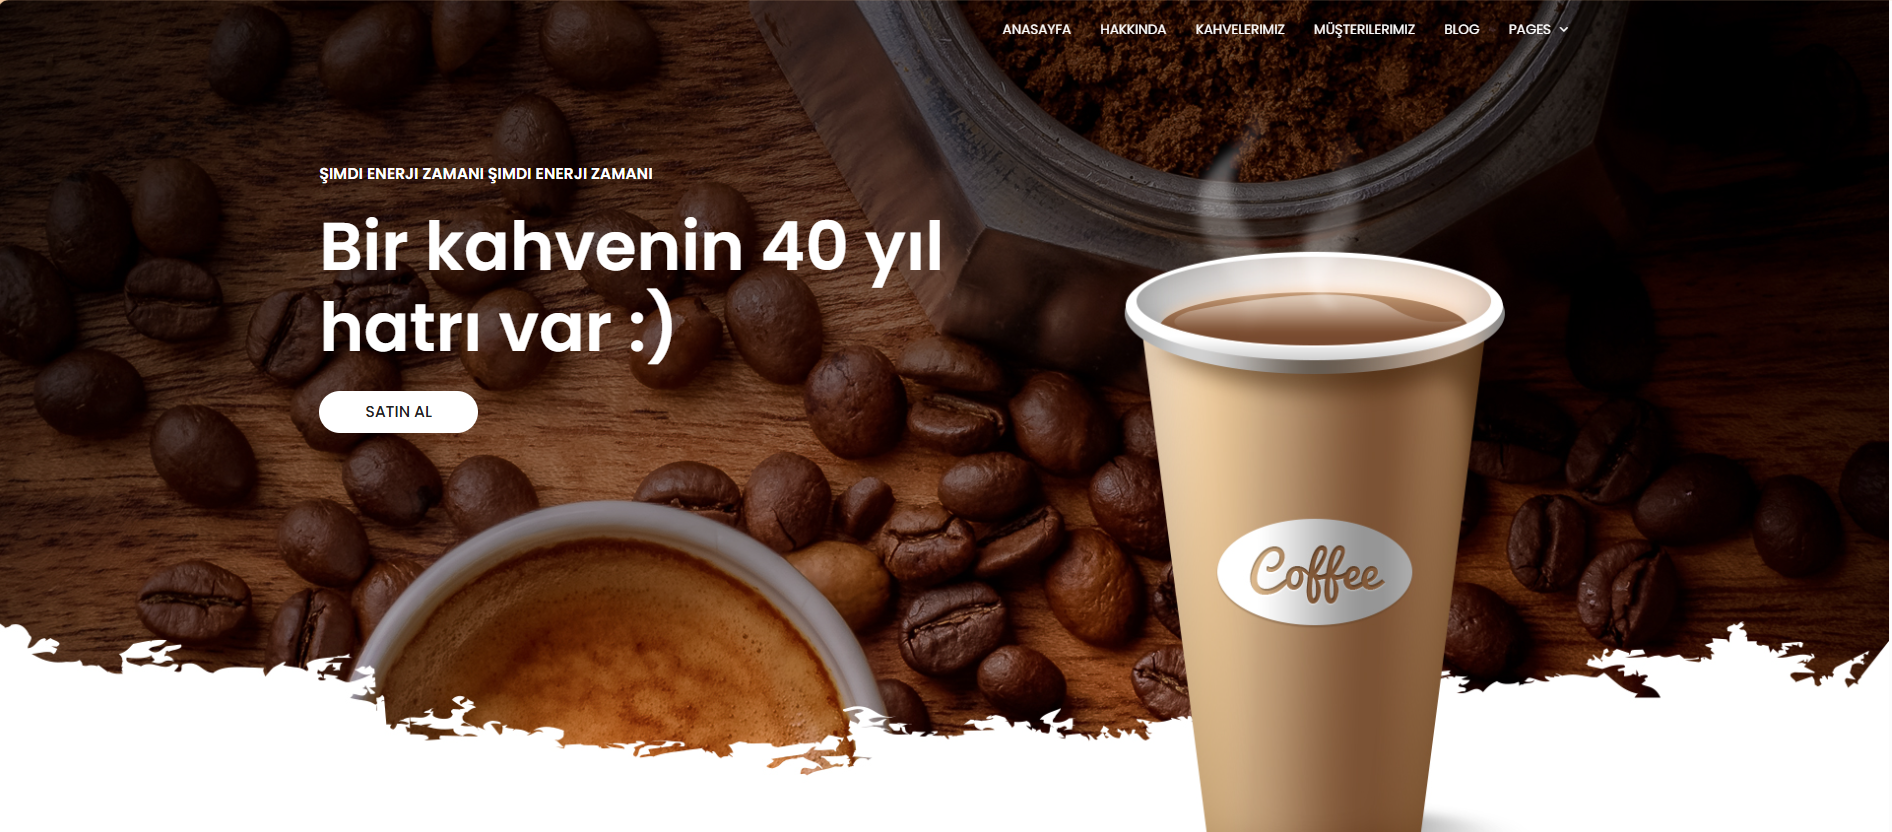 ANASAYFA HAKKINDA KAHVELERIMIZ MÜŞTERILERIMIZ BLOG PAGES
ŞIMDI ENERJI ZAMANI ŞIMDI ENERJI ZAMANI
Bir kahvenin 40 yıl
hatrı var :)
SATIN AL
Coffee